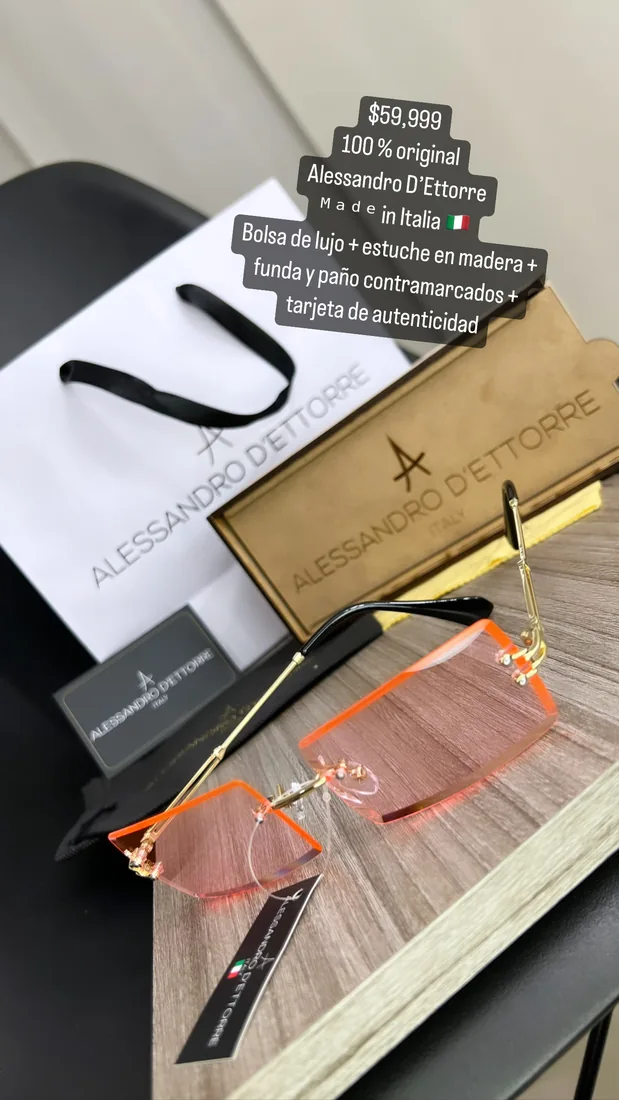 $59,999
100 % original
Alessandro D'Ettorre
Made in Italia 🇮🇹
Bolsa de lujo + estuche en madera +
funda y paño contramarcados +
tarjeta de autenticidad
ALESSANDRO D'ETTORRE
ALESSANDRO D'ETTORRE
ITALY
ALESSANDRO D'ETTORRE
ITALY
ALESSANDRO D'ETTORRE